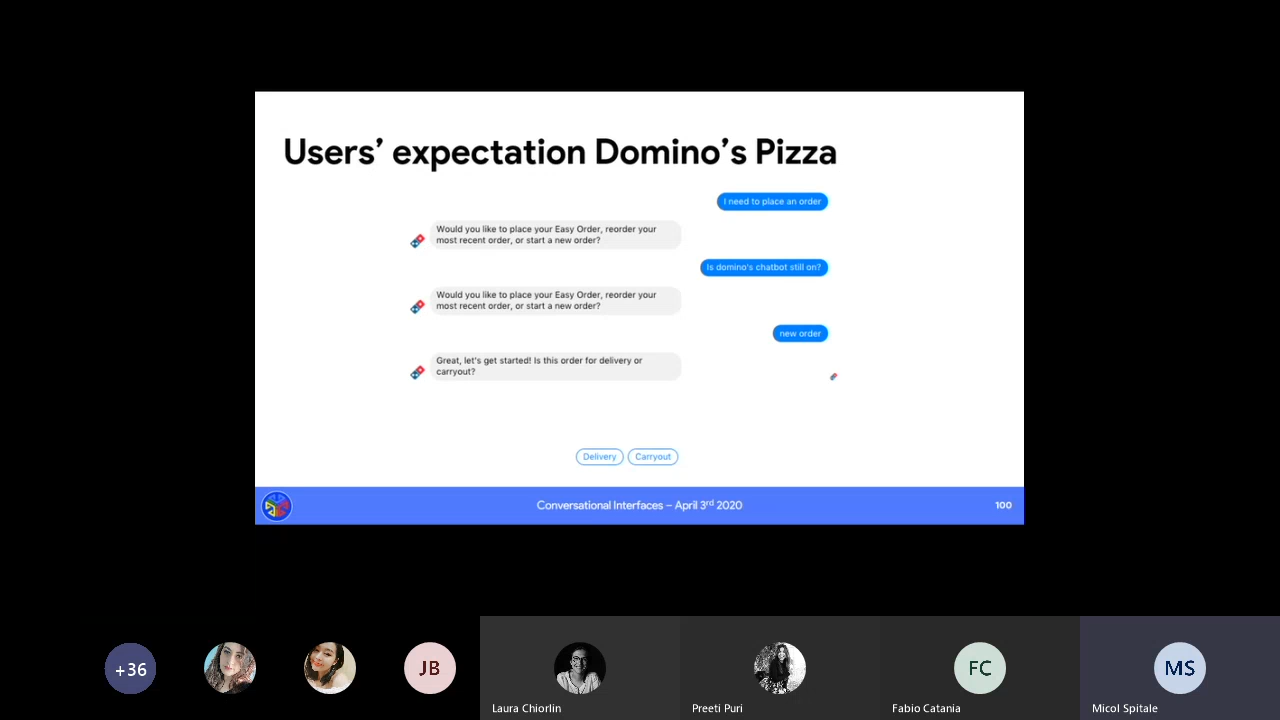 Users’ expectation Domino’s Pizza
I need to place an order
Would you like to place your Easy Order, reorder your
most recent order, or start a new order?
Is domino's chatbot still on?
Would you like to place your Easy Order, reorder your
most recent order, or start a new order?
new order
Great, let's get started! Is this order for delivery or
carryout?
Delivery
Carryout
Conversational Interfaces – April 3rd 2020
100
+36
JB
Laura Chiorlin
Preeti Puri
FC
Fabio Catania
MS
Micol Spitale